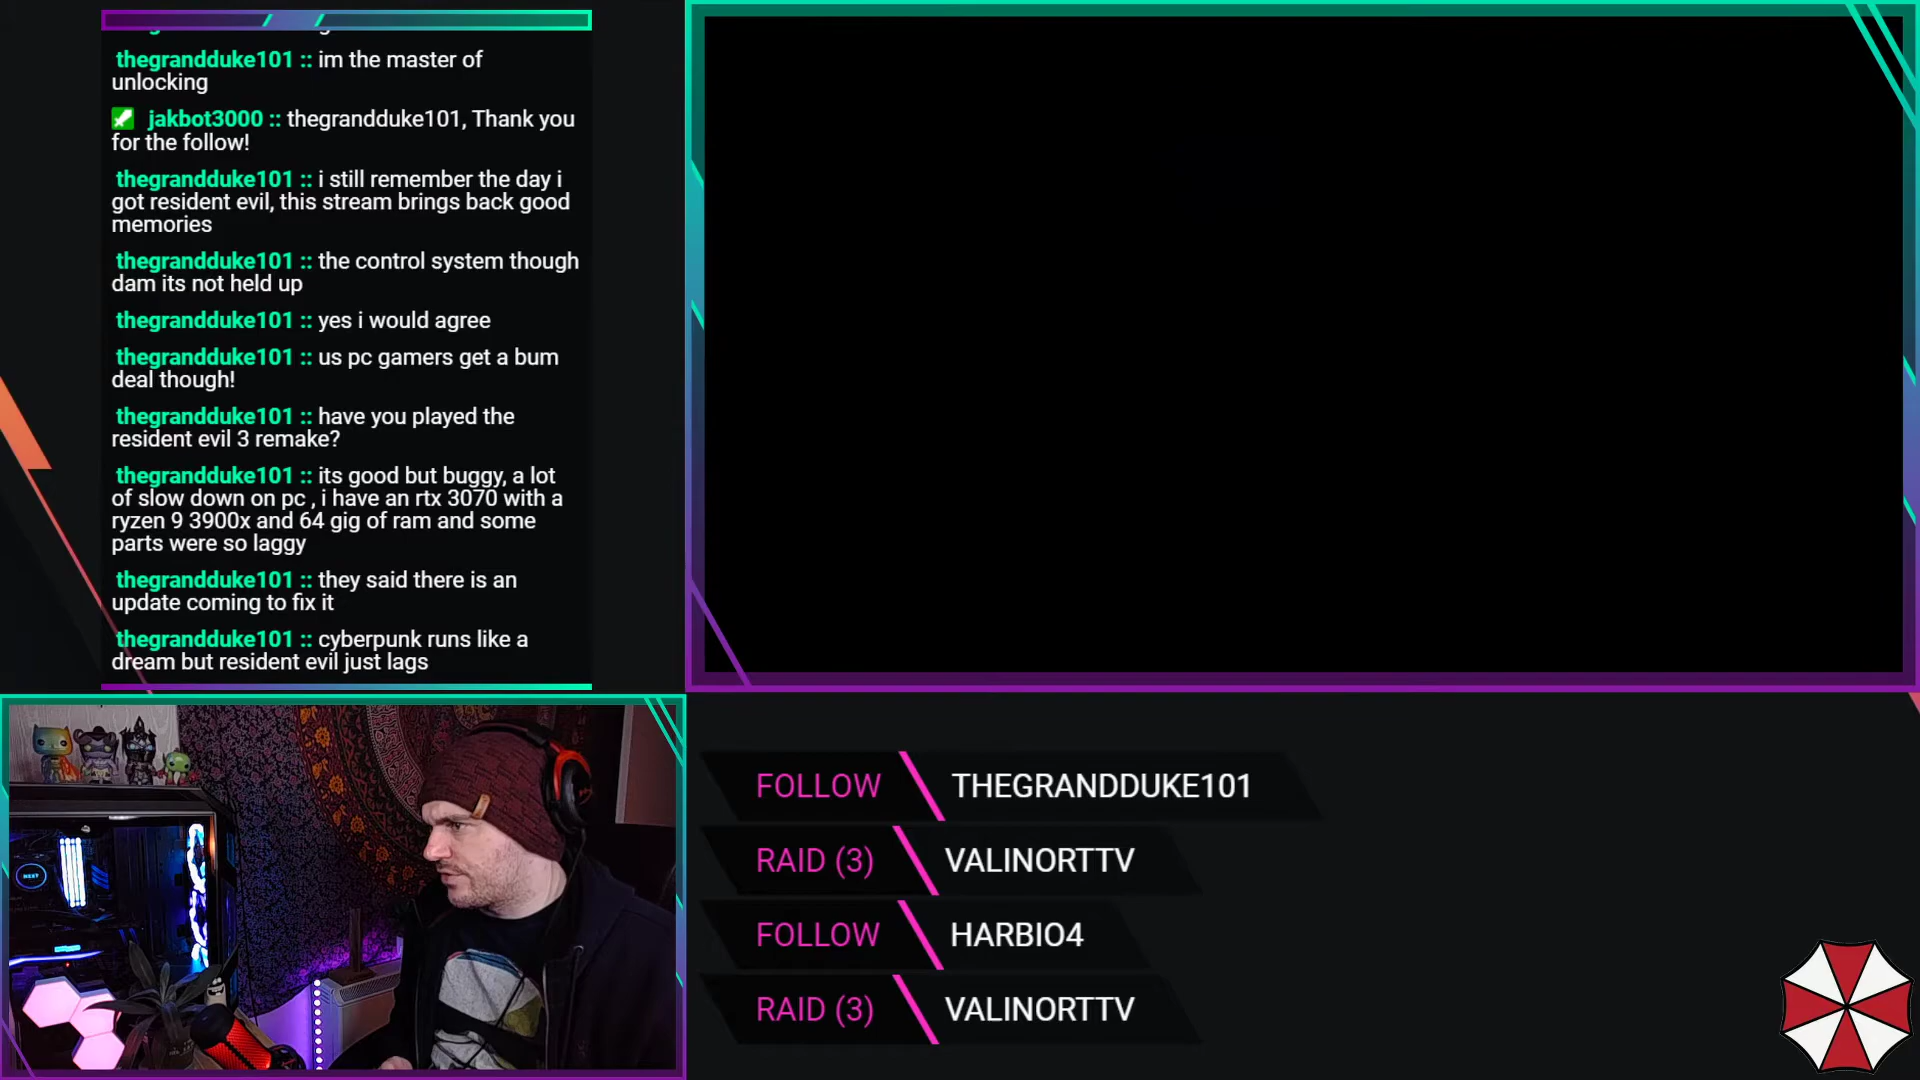 thegrandduke101 :: im the master of
unlocking
jakbot3000 :: thegrandduke101, Thank you
for the follow!
thegrandduke101 :: i still remember the day i
got resident evil, this stream brings back good
memories
thegrandduke101 :: the control system though
dam its not held up
thegrandduke101 :: yes i would agree
thegrandduke101 :: us pc gamers get a bum
deal though!
thegrandduke101 :: have you played the
resident evil 3 remake?
thegrandduke101 :: its good but buggy, a lot
of slow down on pc , i have an rtx 3070 with a
ryzen 9 3900x and 64 gig of ram and some
parts were so laggy
thegrandduke101 :: they said there is an
update coming to fix it
thegrandduke101 :: cyberpunk runs like a
dream but resident evil just lags
NZXT
FOLLOW THEGRANDDUKE101
RAID (3) VALINORTTV
FOLLOW HARBIO4
RAID (3) VALINORTTV